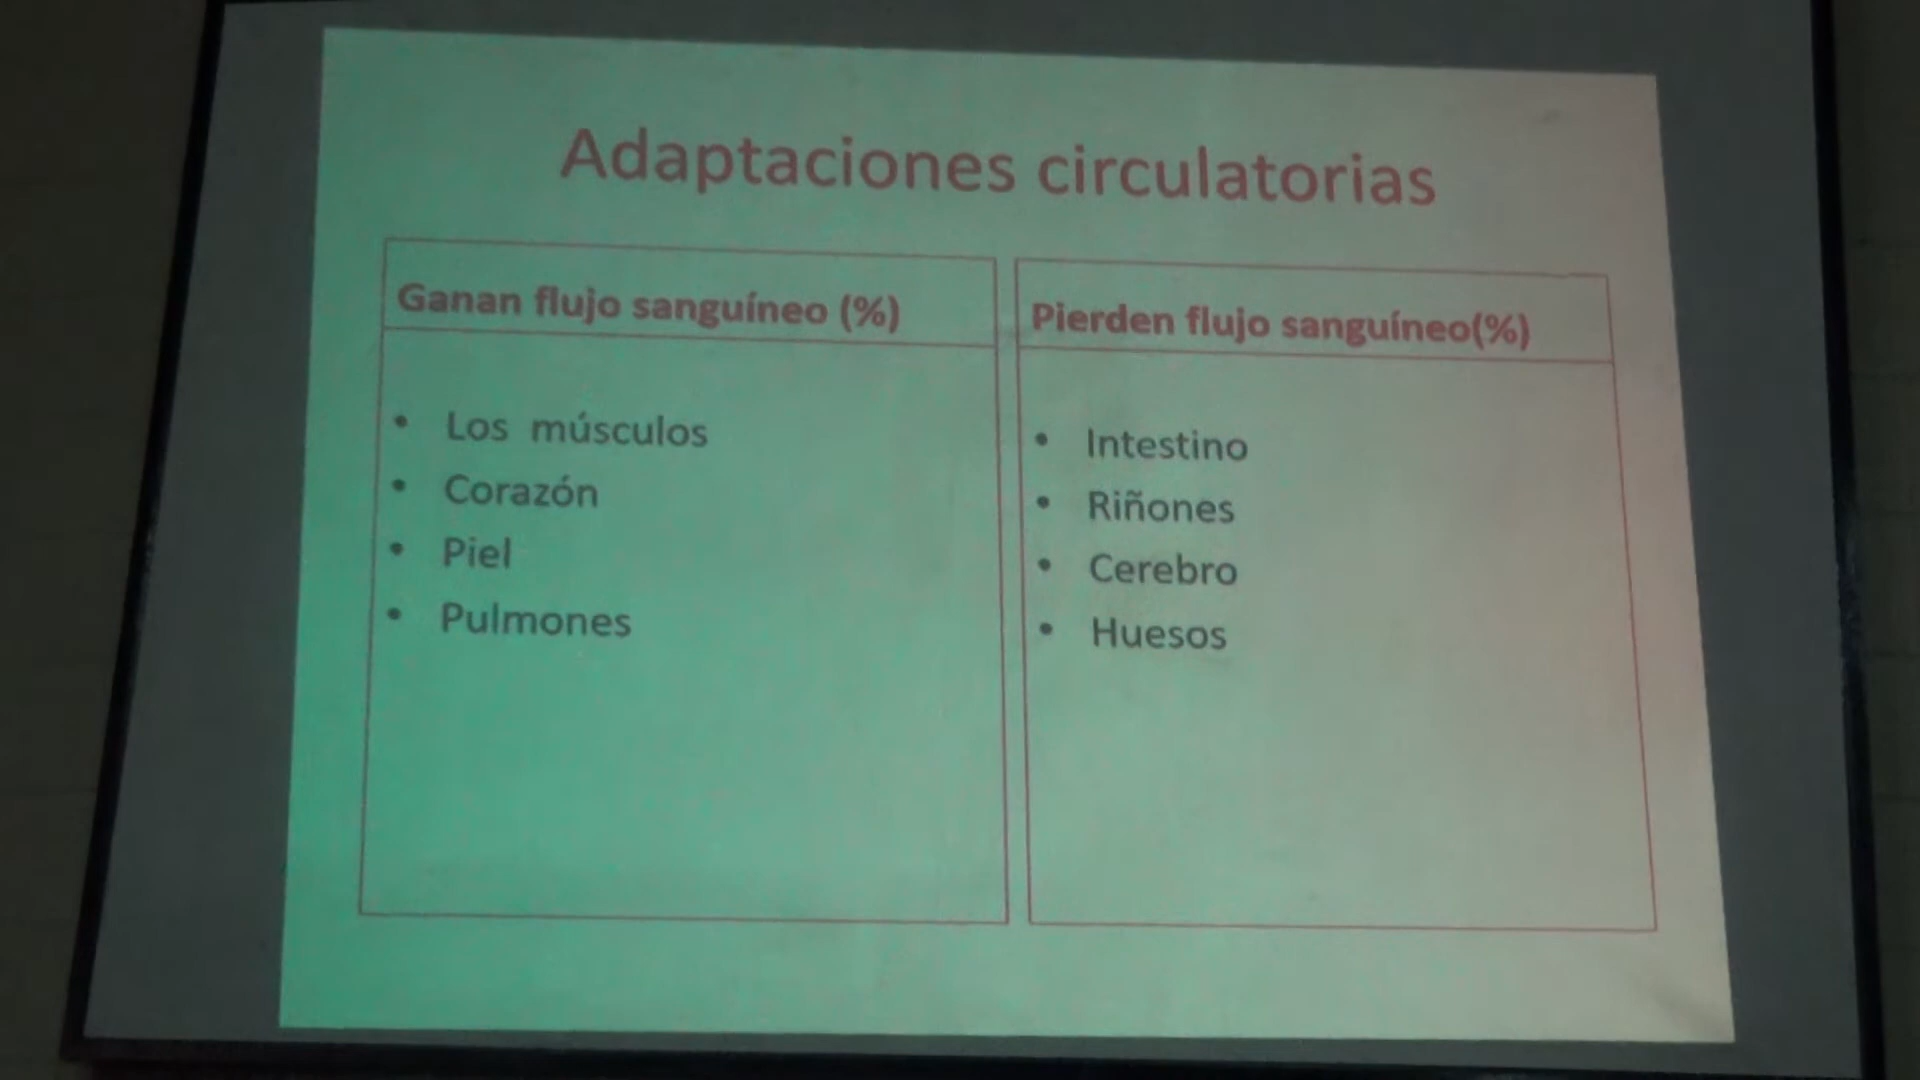 Adaptaciones circulatorias
Ganan flujo sanguíneo (%)
• Los músculos
• Corazón
• Piel
• Pulmones
Pierden flujo sanguíneo(%)
• Intestino
• Riñones
• Cerebro
• Huesos